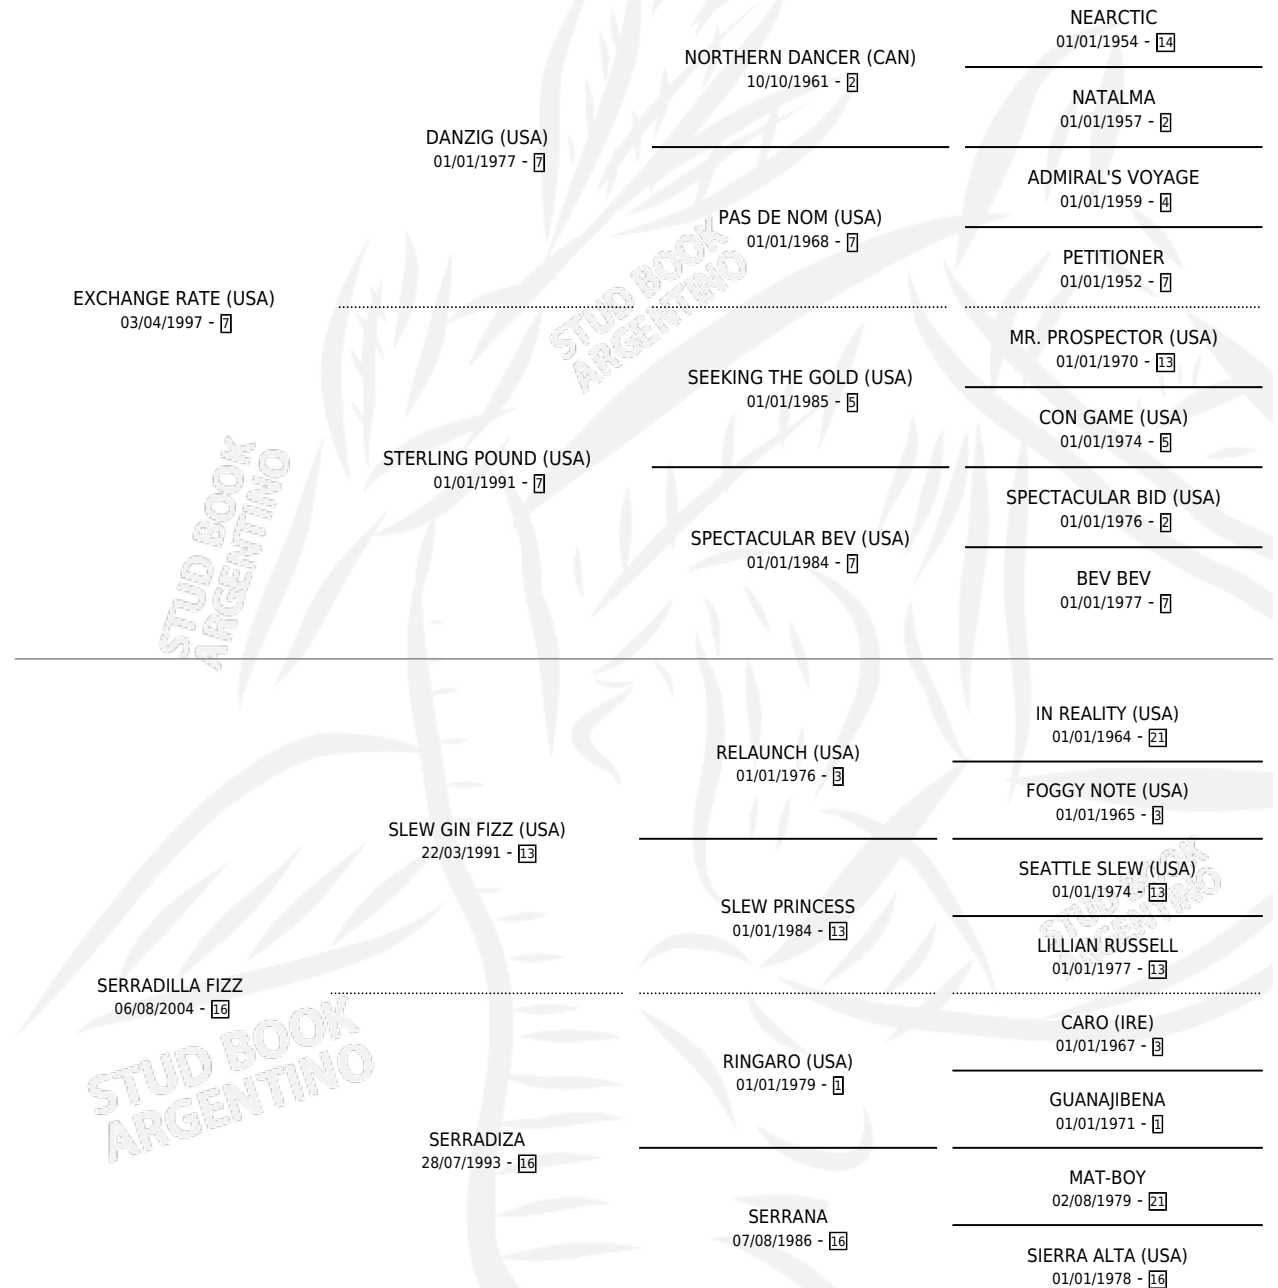 NEARCTIC
01/01/1954 - 14
NORTHERN DANCER (CAN)
10/10/1961 - 2
NATALMA
01/01/1957 - 2
DANZIG (USA)
01/01/1977 - 7
ADMIRAL'S VOYAGE
01/01/1959 - 4
PAS DE NOM (USA)
01/01/1968 - 7
PETITIONER
01/01/1952 - 7
EXCHANGE RATE (USA)
03/04/1997 - 7
STUD BOOK
ARGENTINO
MR. PROSPECTOR (USA)
01/01/1970 - 13
SEEKING THE GOLD (USA)
01/01/1985 - 5
CON GAME (USA)
01/01/1974 - 5
STERLING POUND (USA)
01/01/1991 - 7
SPECTACULAR BID (USA)
01/01/1976 - 2
SPECTACULAR BEV (USA)
01/01/1984 - 7
BEV BEV
01/01/1977 - 7
STUD BOOK
ARGENTINO
IN REALITY (USA)
01/01/1964 - 21
RELAUNCH (USA)
01/01/1976 - 3
FOGGY NOTE (USA)
01/01/1965 - 3
SLEW GIN FIZZ (USA)
22/03/1991 - 13
SEATTLE SLEW (USA)
01/01/1974 - 13
SLEW PRINCESS
01/01/1984 - 13
STUD BOOK
ARGENTINO
LILLIAN RUSSELL
01/01/1977 - 13
SERRADILLA FIZZ
06/08/2004 - 16
CARO (IRE)
01/01/1967 - 3
RINGARO (USA)
01/01/1979 - 1
STUD BOOK
ARGENTINO
GUANAJIBENA
01/01/1971 - 1
SERRADIZA
28/07/1993 - 16
MAT-BOY
02/08/1979 - 21
SERRANA
07/08/1986 - 16
SIERRA ALTA (USA)
01/01/1978 - 16